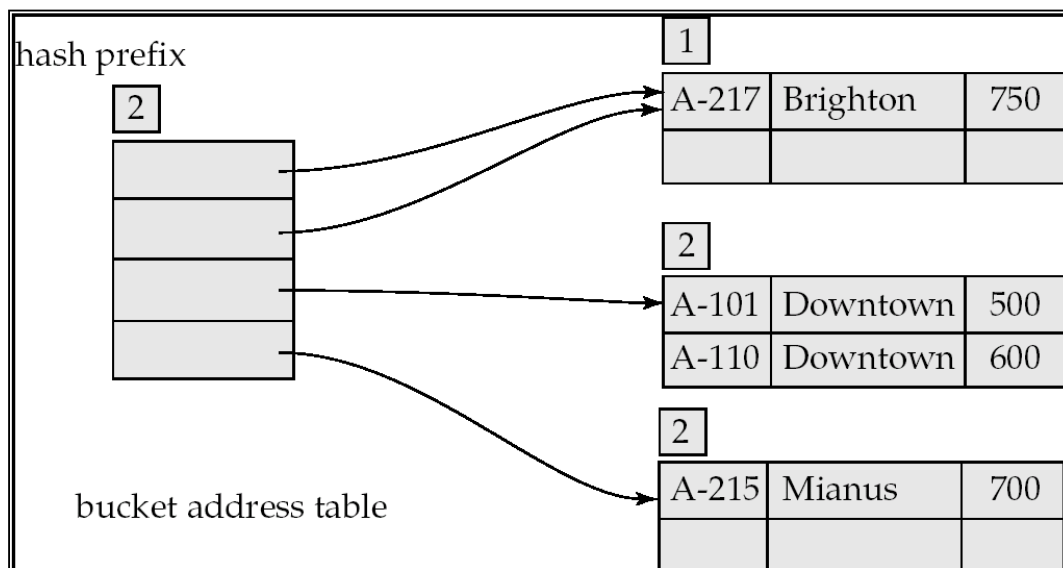 hash prefix
2
1
A-217 Brighton 750
2
A-101 Downtown 500
A-110 Downtown 600
2
A-215 Mianus 700
bucket address table